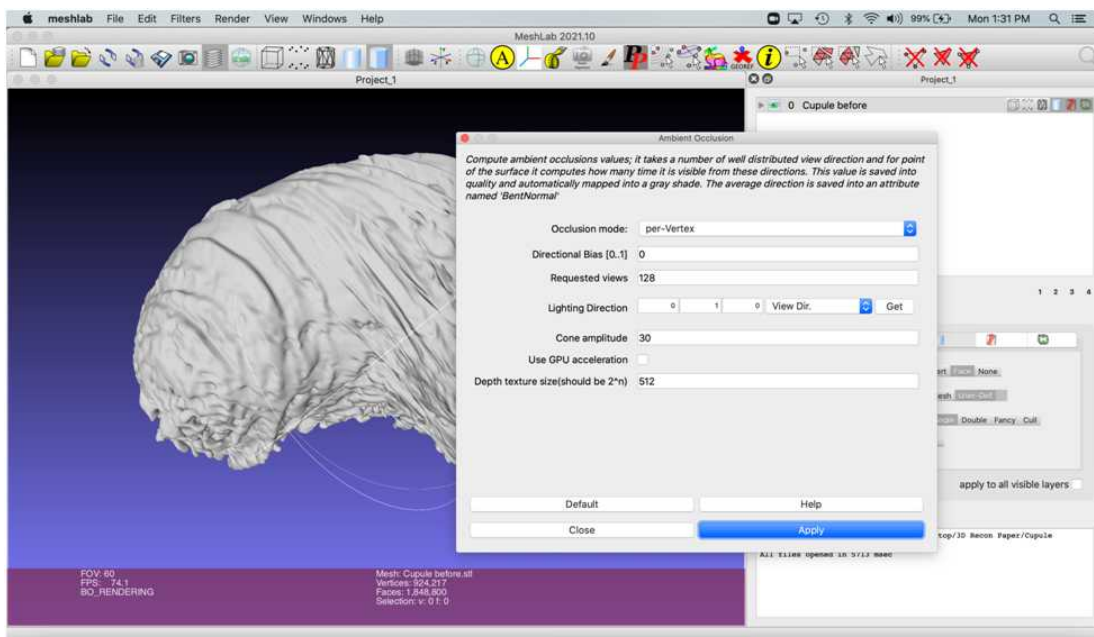 meshlab File Edit Filters Render View Windows Help 99% Mon 1:31 PM
MeshLab 2021.10
A Pp GEOREF i
Project_1 Project_1
0 Cupule before
Ambient Occlusion
Compute ambient occlusions values; it takes a number of well distributed view direction and for point
of the surface it computes how many time it is visible from these directions. This value is saved into
quality and automatically mapped into a gray shade. The average direction is saved into an attribute
named 'BentNormal'
Occlusion mode: per-Vertex
Directional Bias [0..1] 0
Requested views 128
1 2 3 4
Lighting Direction 0 1 0 View Dir. Get
Cone amplitude 30
Use GPU acceleration
ert Face None
Depth texture size(should be 2^n) 512
esh User-Def
Double Fancy Cull
apply to all visible layers
Default Help
Close Apply
top/3D Recon Paper/Cupule
All files opened in 5713 msec
FOV: 60
FPS: 74.1
BO_RENDERING
Mesh: Cupule before.stl
Vertices: 924,217
Faces: 1,848,800
Selection: v: 0 f: 0